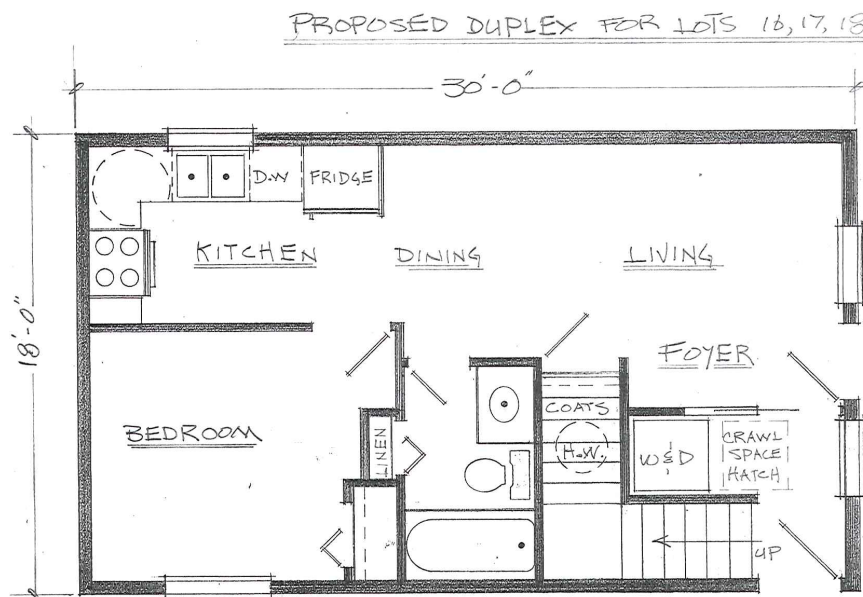 PROPOSED DUPLEX FOR LOTS 16, 17, 18
30'-0"
18'-0"
D.W
FRIDGE
KITCHEN
DINING
LIVING
FOYER
BEDROOM
LINEN
COATS
H.W.
W&D
CRAWL
SPACE
HATCH
UP